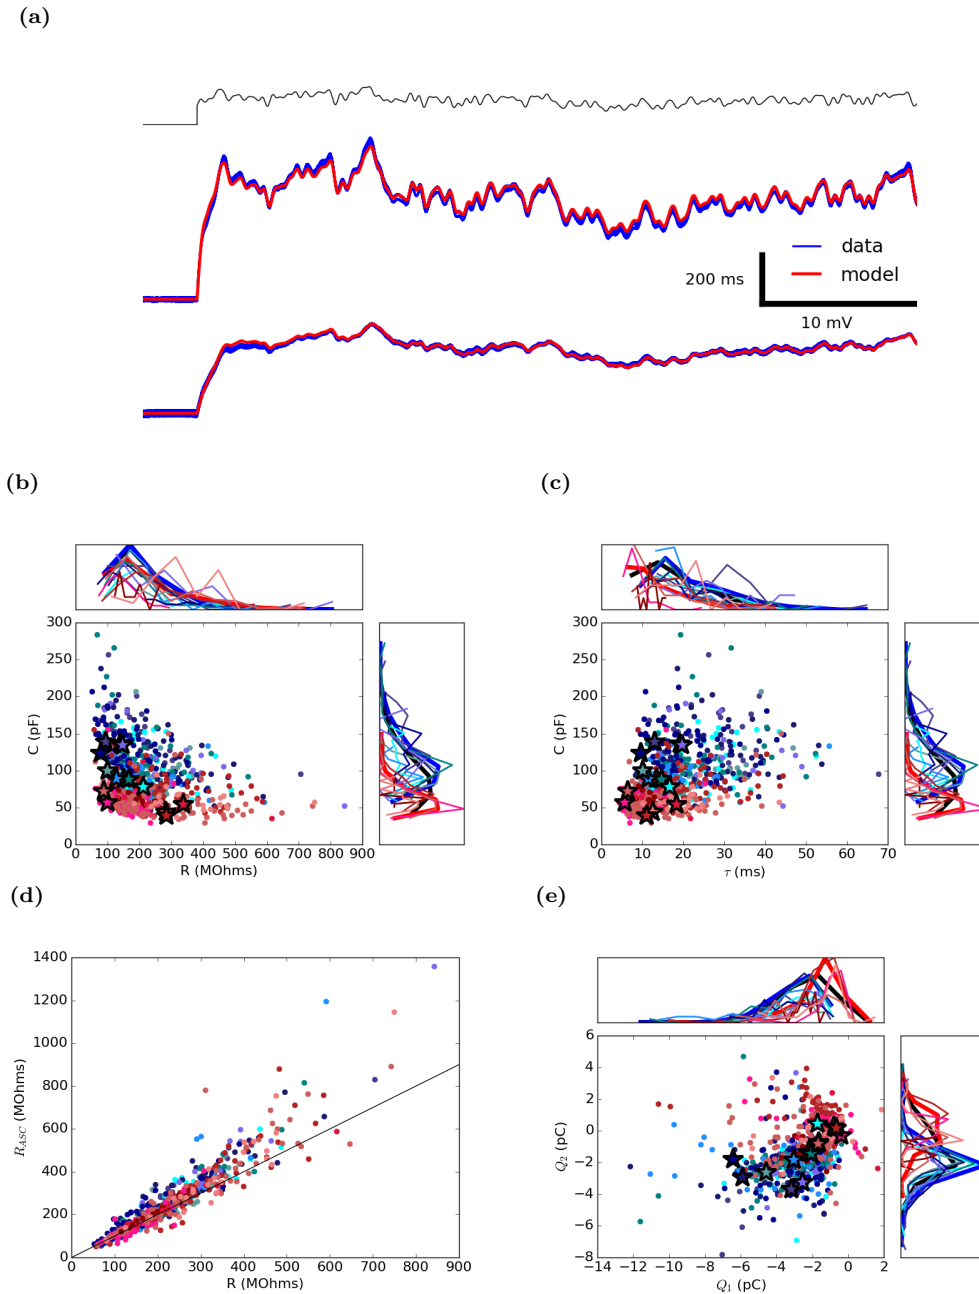 (a)
data
model
200 ms
10 mV
(b)
(c)
300
250
200
150
100
50
0
C (pF)
0 100 200 300 400 500 600 700 800 900
R (MOhms)
300
250
200
150
100
50
0
C (pF)
0 10 20 30 40 50 60 70
τ (ms)
(d)
(e)
1400
1200
1000
800
600
400
200
0
R_ASC (MOhms)
0 100 200 300 400 500 600 700 800 900
R (MOhms)
6
4
2
0
−2
−4
−6
−8
Q₂ (pC)
−14 −12 −10 −8 −6 −4 −2 0 2
Q₁ (pC)